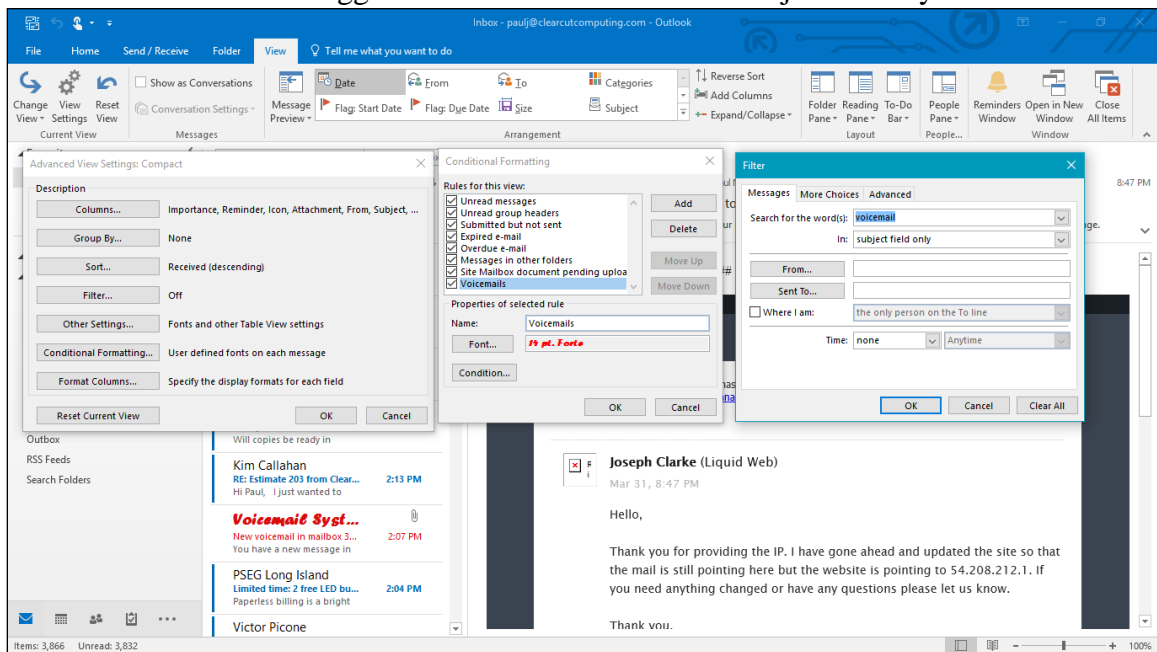 Inbox - paulj@clearcutcomputing.com - Outlook
File Home Send / Receive Folder View Tell me what you want to do
Change View
View Settings
Reset View
Current View
Show as Conversations
Conversation Settings
Messages
Message Preview
Date From To Categories
Flag: Start Date Flag: Due Date Size Subject
Arrangement
Reverse Sort
Add Columns
Expand/Collapse
Folder Pane
Reading Pane
To-Do Bar
Layout
People Pane
People...
Reminders Window
Open in New Window
Close All Items
Window
Advanced View Settings: Compact
Description
Columns... Importance, Reminder, Icon, Attachment, From, Subject, ...
Group By... None
Sort... Received (descending)
Filter... Off
Other Settings... Fonts and other Table View settings
Conditional Formatting... User defined fonts on each message
Format Columns... Specify the display formats for each field
Reset Current View OK Cancel
Conditional Formatting
Rules for this view:
Unread messages
Unread group headers
Submitted but not sent
Expired e-mail
Overdue e-mail
Messages in other folders
Site Mailbox document pending uploa
Voicemails
Add
Delete
Move Up
Move Down
Properties of selected rule
Name: Voicemails
Font... 14 pt. Forte
Condition...
OK Cancel
Filter
Messages More Choices Advanced
Search for the word(s): voicemail
In: subject field only
From...
Sent To...
Where I am: the only person on the To line
Time: none Anytime
OK Cancel Clear All
8:47 PM
Outbox
RSS Feeds
Search Folders
Will copies be ready in
Kim Callahan
RE: Estimate 203 from Clear... 2:13 PM
Hi Paul, I just wanted to
Voicemail Syst...
New voicemail in mailbox 3... 2:07 PM
You have a new message in
PSEG Long Island
Limited time: 2 free LED bu... 2:04 PM
Paperless billing is a bright
Victor Picone
Joseph Clarke (Liquid Web)
Mar 31, 8:47 PM
Hello,
Thank you for providing the IP. I have gone ahead and updated the site so that
the mail is still pointing here but the website is pointing to 54.208.212.1. If
you need anything changed or have any questions please let us know.
Thank you.
Items: 3,866 Unread: 3,832
100%